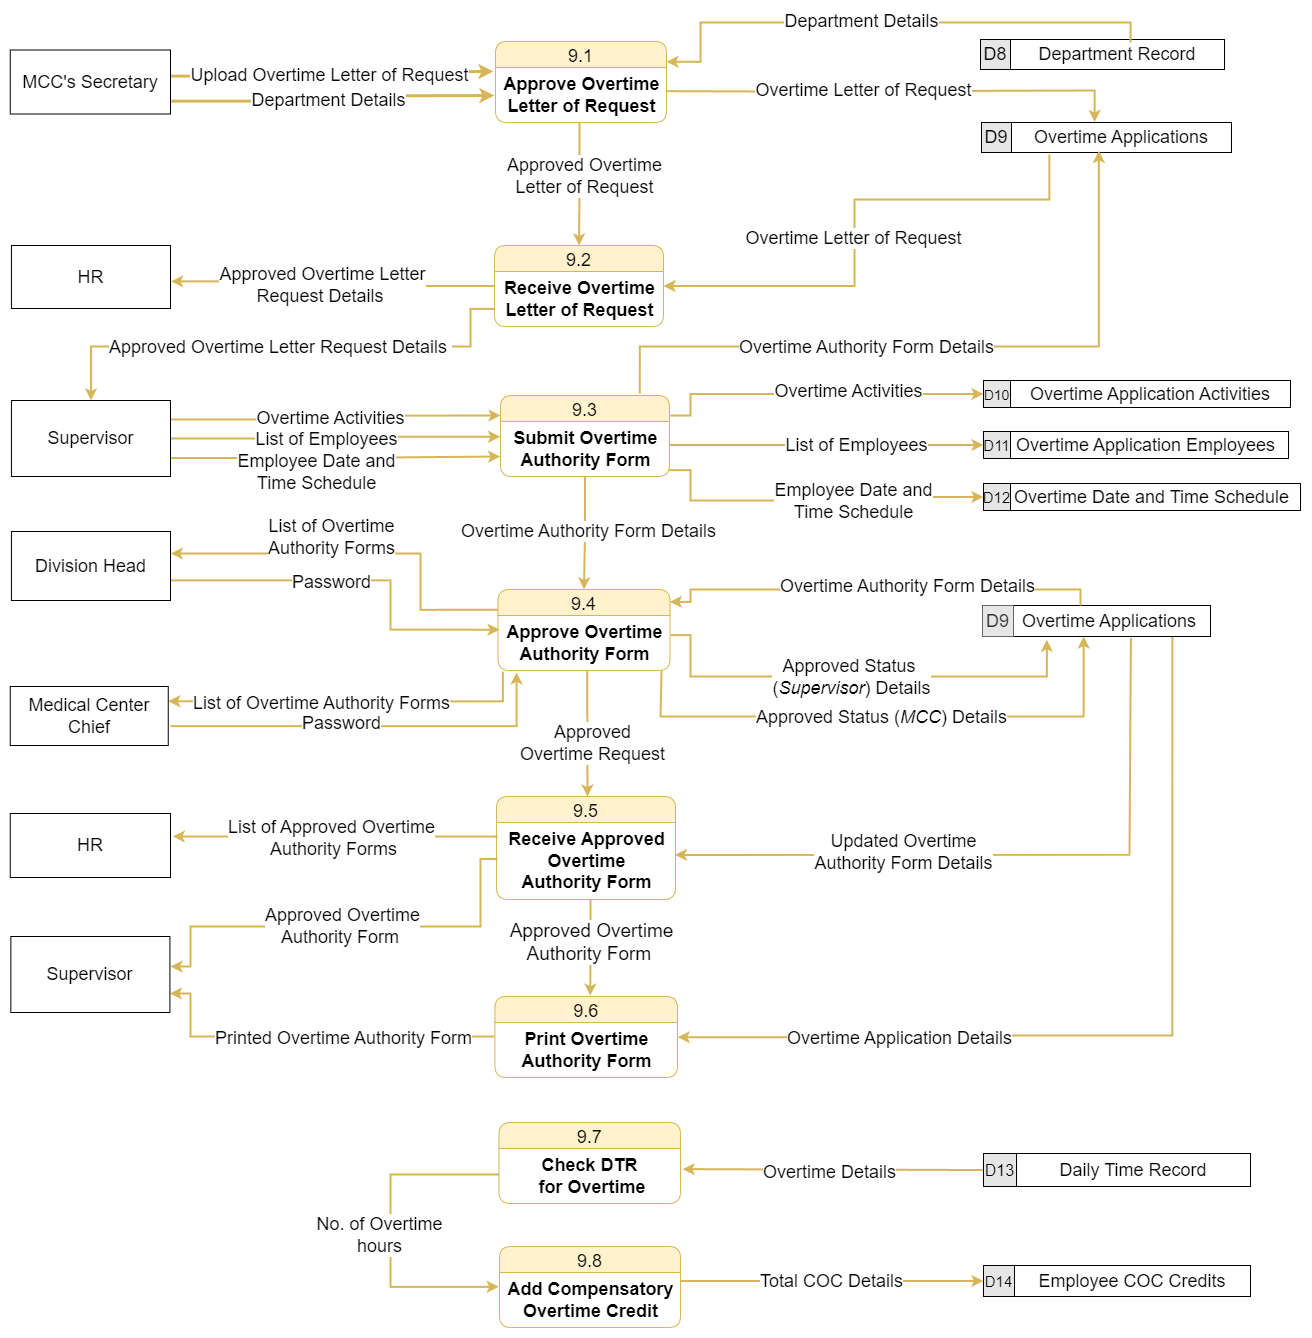 Department Details
9.1
D8 Department Record
MCC's Secretary
Upload Overtime Letter of Request
Approve Overtime
Letter of Request
Department Details
Overtime Letter of Request
D9 Overtime Applications
Approved Overtime
Letter of Request
Overtime Letter of Request
9.2
HR
Approved Overtime Letter
Request Details
Receive Overtime
Letter of Request
Approved Overtime Letter Request Details
Overtime Authority Form Details
9.3
Overtime Activities
D10 Overtime Application Activities
Supervisor
Overtime Activities
List of Employees
Employee Date and
Time Schedule
Submit Overtime
Authority Form
List of Employees
D11 Overtime Application Employees
Employee Date and
Time Schedule
D12 Overtime Date and Time Schedule
List of Overtime
Authority Forms
Overtime Authority Form Details
Division Head
Password
9.4
Overtime Authority Form Details
Approve Overtime
Authority Form
D9 Overtime Applications
Approved Status
(Supervisor) Details
Medical Center
Chief
List of Overtime Authority Forms
Password
Approved Status (MCC) Details
Approved
Overtime Request
9.5
HR
List of Approved Overtime
Authority Forms
Receive Approved
Overtime
Authority Form
Updated Overtime
Authority Form Details
Approved Overtime
Authority Form
Approved Overtime
Authority Form
Supervisor
9.6
Printed Overtime Authority Form
Print Overtime
Authority Form
Overtime Application Details
9.7
Check DTR
for Overtime
Overtime Details
D13 Daily Time Record
No. of Overtime
hours
9.8
Add Compensatory
Overtime Credit
Total COC Details
D14 Employee COC Credits